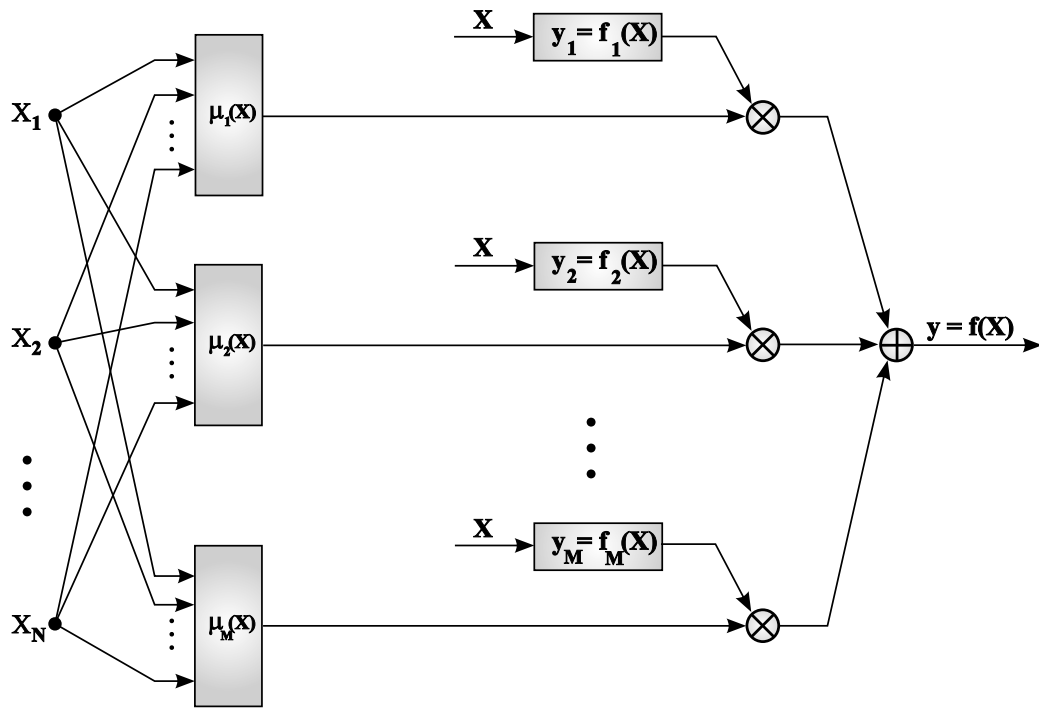 X
y₁ = f₁(X)
X₁
μ₁(X)
X
y₂ = f₂(X)
X₂
μ₂(X)
y = f(X)
X
y_M = f_M(X)
X_N
μ_M(X)